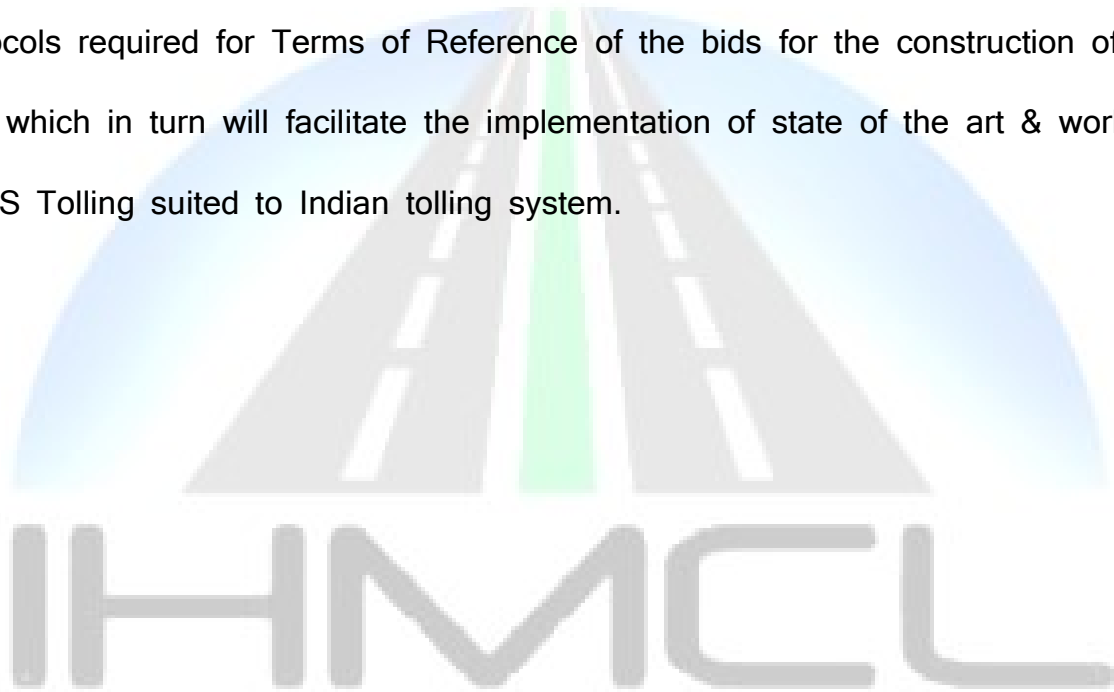 ocols required for Terms of Reference of the bids for the construction of
which in turn will facilitate the implementation of state of the art & wor
S Tolling suited to Indian tolling system.
IHMCL